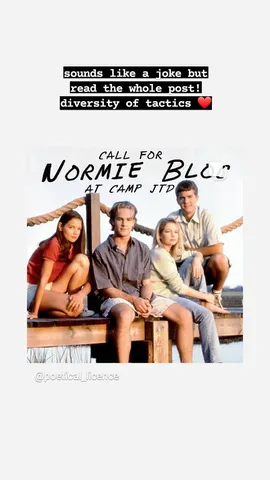 sounds like a joke but
read the whole post!
diversity of tactics ❤️
CALL FOR
NORMIE BLOC
AT CAMP JTD
@poetical_licence